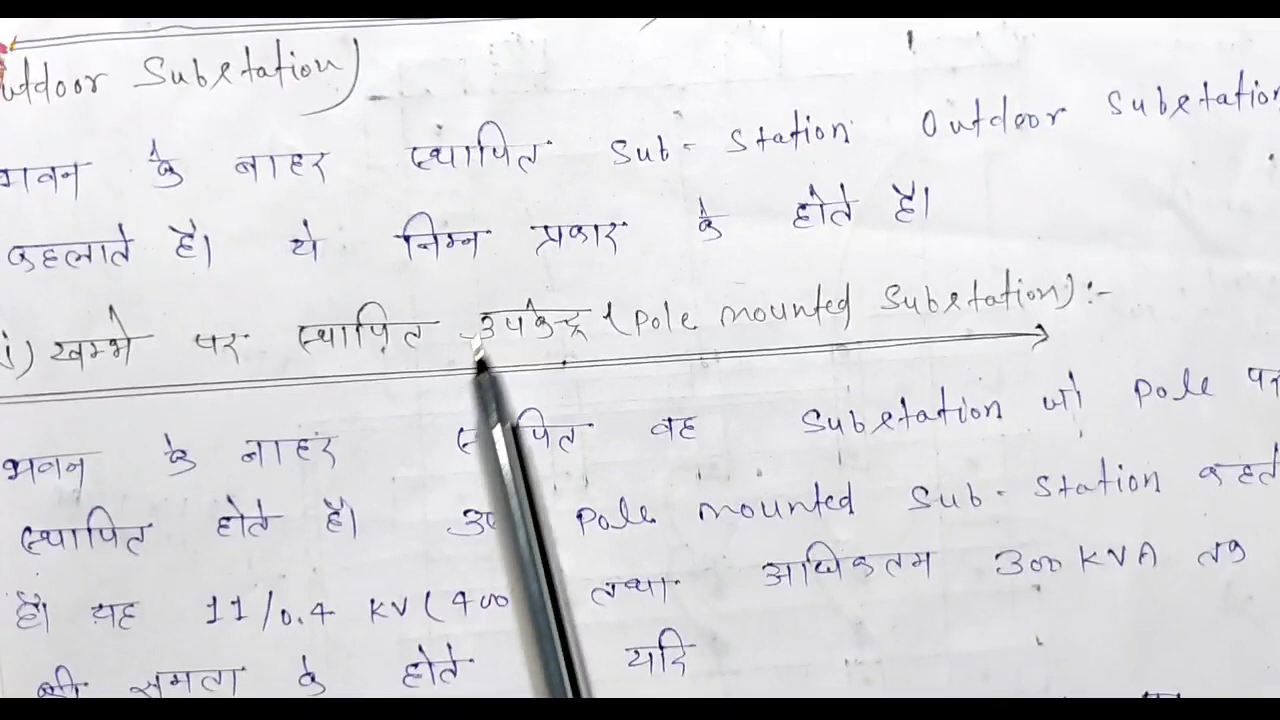 utdoor Substation)
भवन के बाहर स्थापित Sub-Station Outdoor Substation
कहलाते है। ये निम्न प्रकार के होते है।
i) खम्भे पर स्थापित उपकेन्द्र (Pole mounted Substation):-
भवन के बाहर वह Substation जो Pole पर
स्थापित होते है। Pole mounted Sub-Station कहते
है। यह 11/0.4 KV (400 तथा अधिकतम 300 KVA तक
की क्षमता के होते यदि